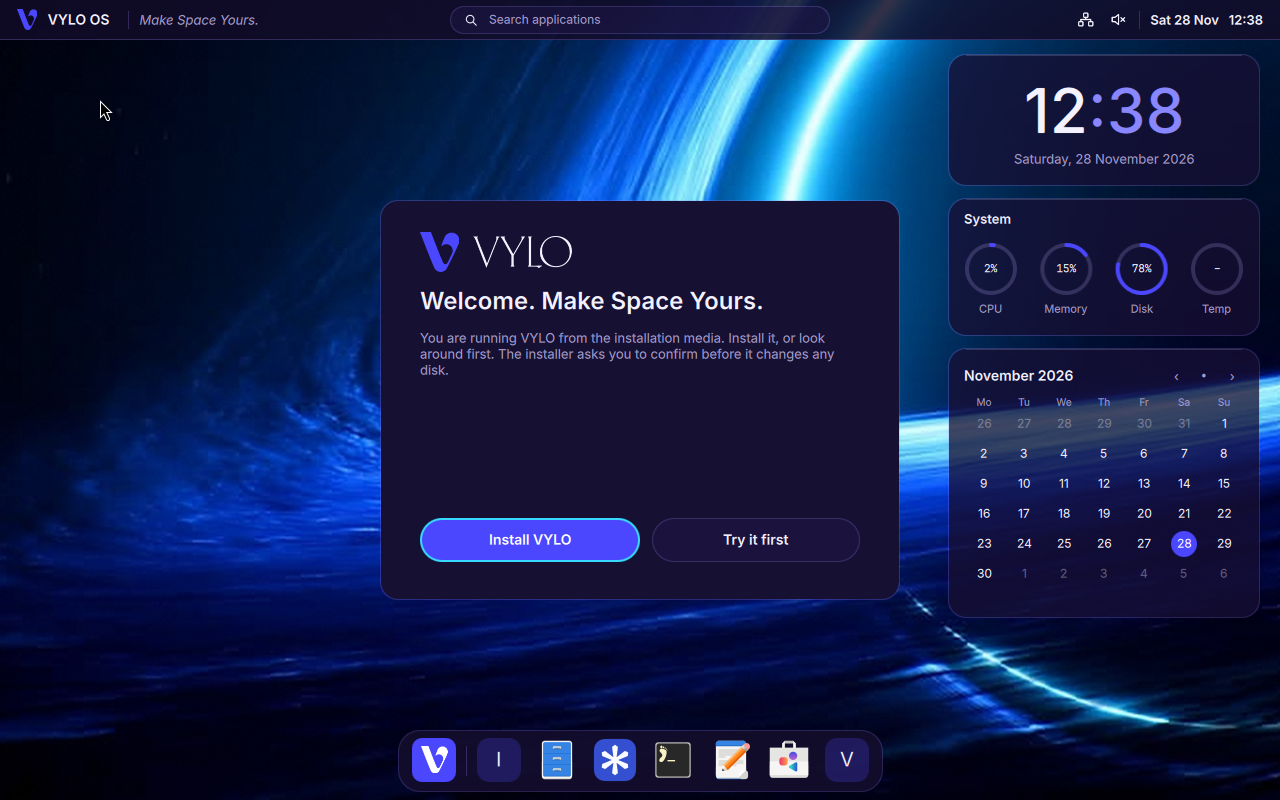 VYLO OS
Make Space Yours.
Search applications
Sat 28 Nov 12:38
12:38
Saturday, 28 November 2026
System
2% 15% 78% –
CPU Memory Disk Temp
VYLO
Welcome. Make Space Yours.
You are running VYLO from the installation media. Install it, or look
around first. The installer asks you to confirm before it changes any
disk.
Install VYLO
Try it first
November 2026
Mo Tu We Th Fr Sa Su
26 27 28 29 30 31 1
2 3 4 5 6 7 8
9 10 11 12 13 14 15
16 17 18 19 20 21 22
23 24 25 26 27 28 29
30 1 2 3 4 5 6
I
V